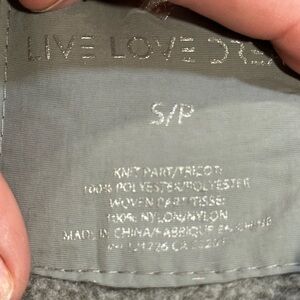 LIVE LOVE DRE
S/P
KNIT PART/TRICOT:
100% POLYESTER/POLYESTER
WOVEN PART/TISSE:
100% NYLON/NYLON
MADE IN CHINA/FABRIQUE EN CHINE